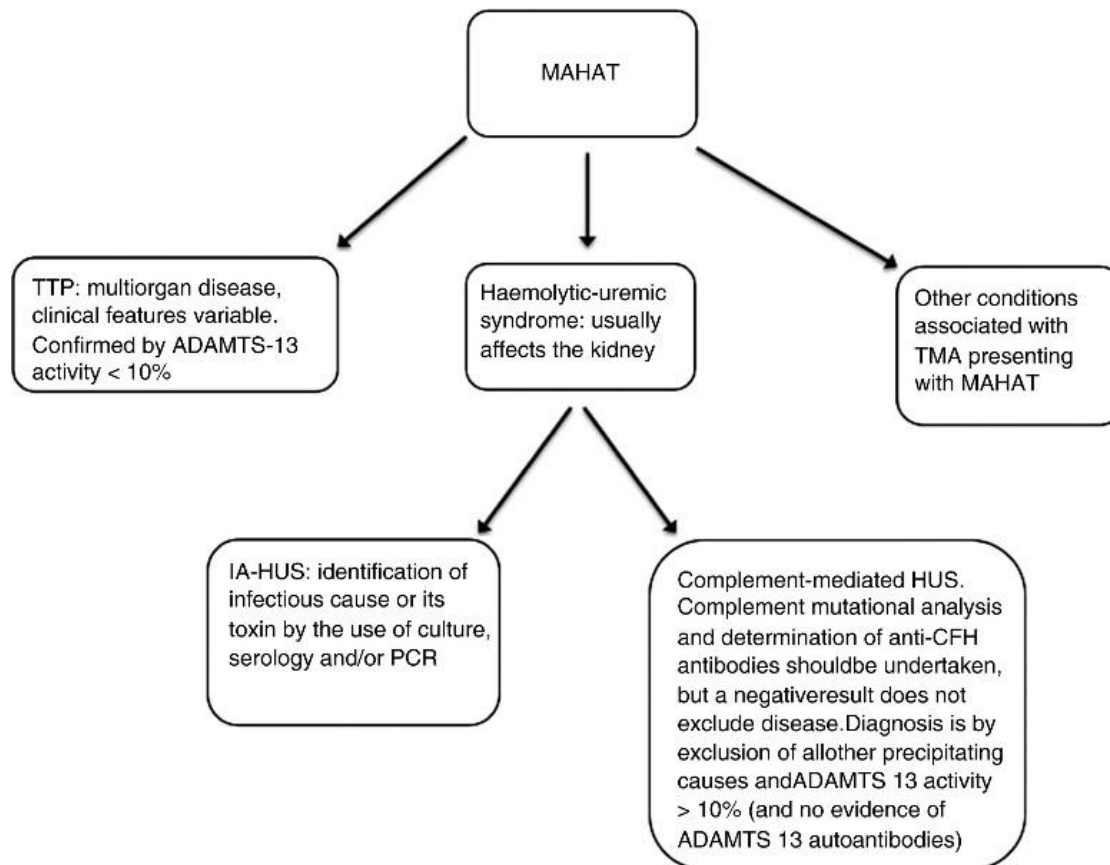 MAHAT
TTP: multiorgan disease,
clinical features variable.
Confirmed by ADAMTS-13
activity < 10%
Haemolytic-uremic
syndrome: usually
affects the kidney
Other conditions
associated with
TMA presenting
with MAHAT
IA-HUS: identification of
infectious cause or its
toxin by the use of culture,
serology and/or PCR
Complement-mediated HUS.
Complement mutational analysis
and determination of anti-CFH
antibodies shouldbe undertaken,
but a negativeresult does not
exclude disease.Diagnosis is by
exclusion of allother precipitating
causes andADAMTS 13 activity
> 10% (and no evidence of
ADAMTS 13 autoantibodies)